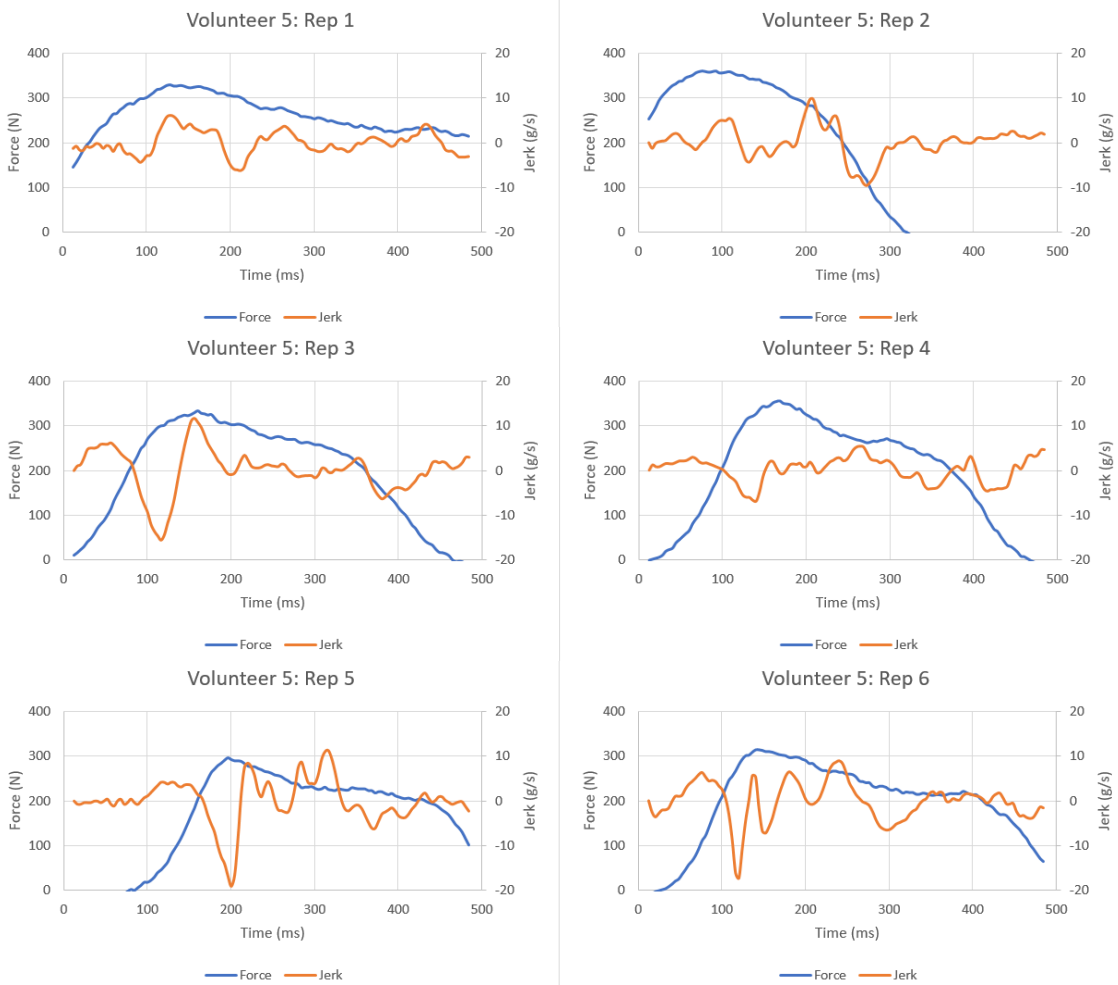 Volunteer 5: Rep 1
400
300
200
100
0
Force (N)
20
10
0
-10
-20
Jerk (g/s)
0 100 200 300 400 500
Time (ms)
Force Jerk
Volunteer 5: Rep 2
400
300
200
100
0
Force (N)
20
10
0
-10
-20
Jerk (g/s)
0 100 200 300 400 500
Time (ms)
Force Jerk
Volunteer 5: Rep 3
400
300
200
100
0
Force (N)
20
10
0
-10
-20
Jerk (g/s)
0 100 200 300 400 500
Time (ms)
Force Jerk
Volunteer 5: Rep 4
400
300
200
100
0
Force (N)
20
10
0
-10
-20
Jerk (g/s)
0 100 200 300 400 500
Time (ms)
Force Jerk
Volunteer 5: Rep 5
400
300
200
100
0
Force (N)
20
10
0
-10
-20
Jerk (g/s)
0 100 200 300 400 500
Time (ms)
Force Jerk
Volunteer 5: Rep 6
400
300
200
100
0
Force (N)
20
10
0
-10
-20
Jerk (g/s)
0 100 200 300 400 500
Time (ms)
Force Jerk